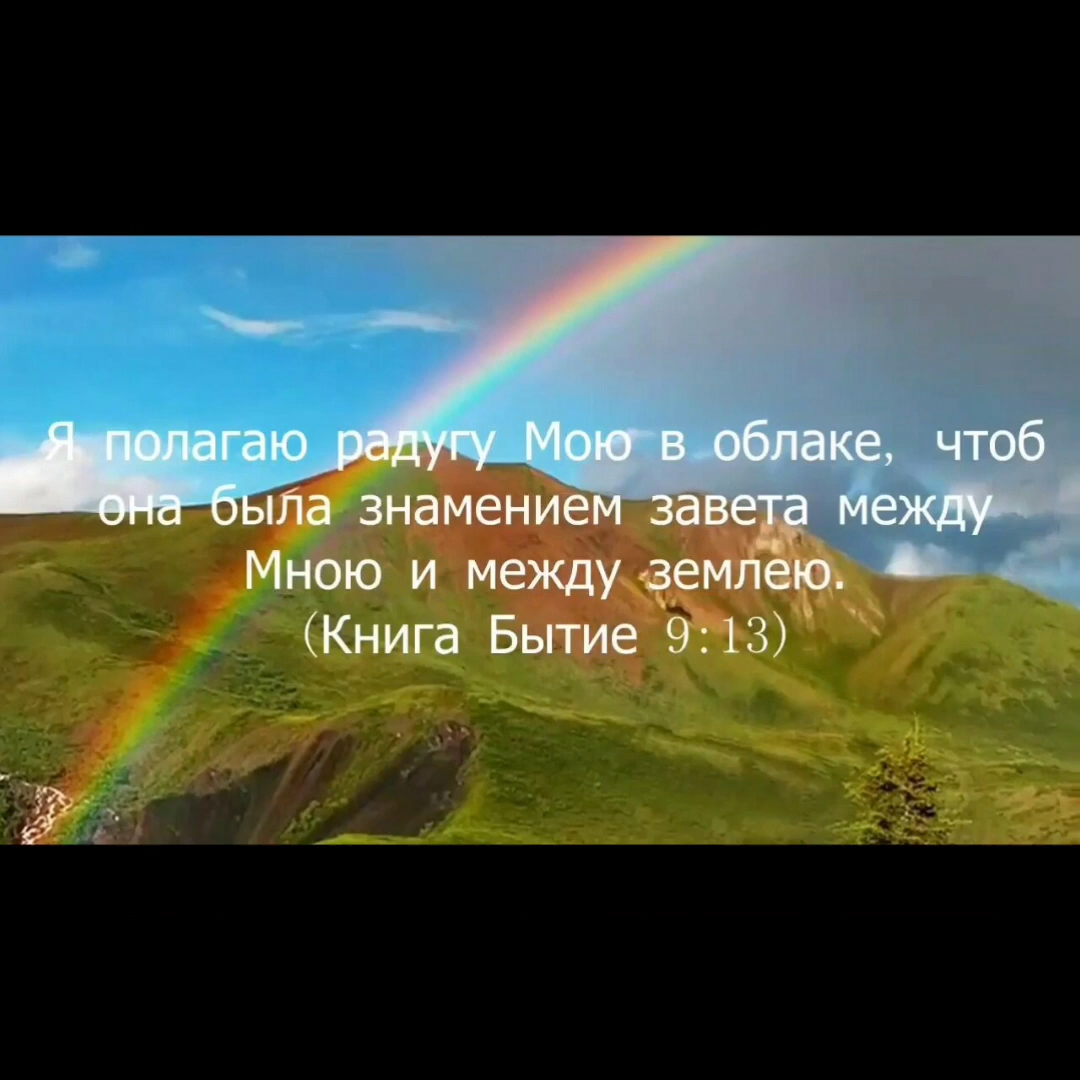 Я полагаю радугу Мою в облаке, чтоб
она была знамением завета между
Мною и между землею.
(Книга Бытие 9:13)